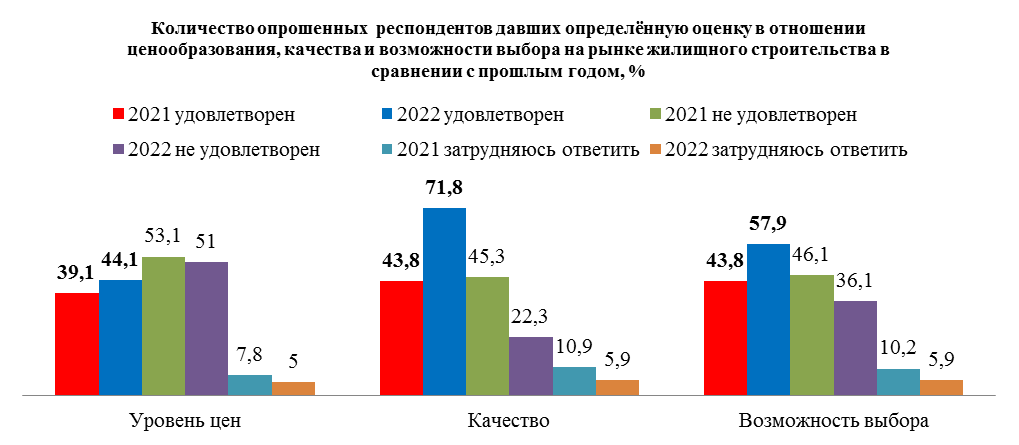 Количество опрошенных респондентов давших определённую оценку в отношении
ценообразования, качества и возможности выбора на рынке жилищного строительства в
сравнении с прошлым годом, %
2021 удовлетворен
2022 удовлетворен
2021 не удовлетворен
2022 не удовлетворен
2021 затрудняюсь ответить
2022 затрудняюсь ответить
39,1
44,1
53,1
51
7,8
5
43,8
71,8
45,3
22,3
10,9
5,9
43,8
57,9
46,1
36,1
10,2
5,9
Уровень цен
Качество
Возможность выбора